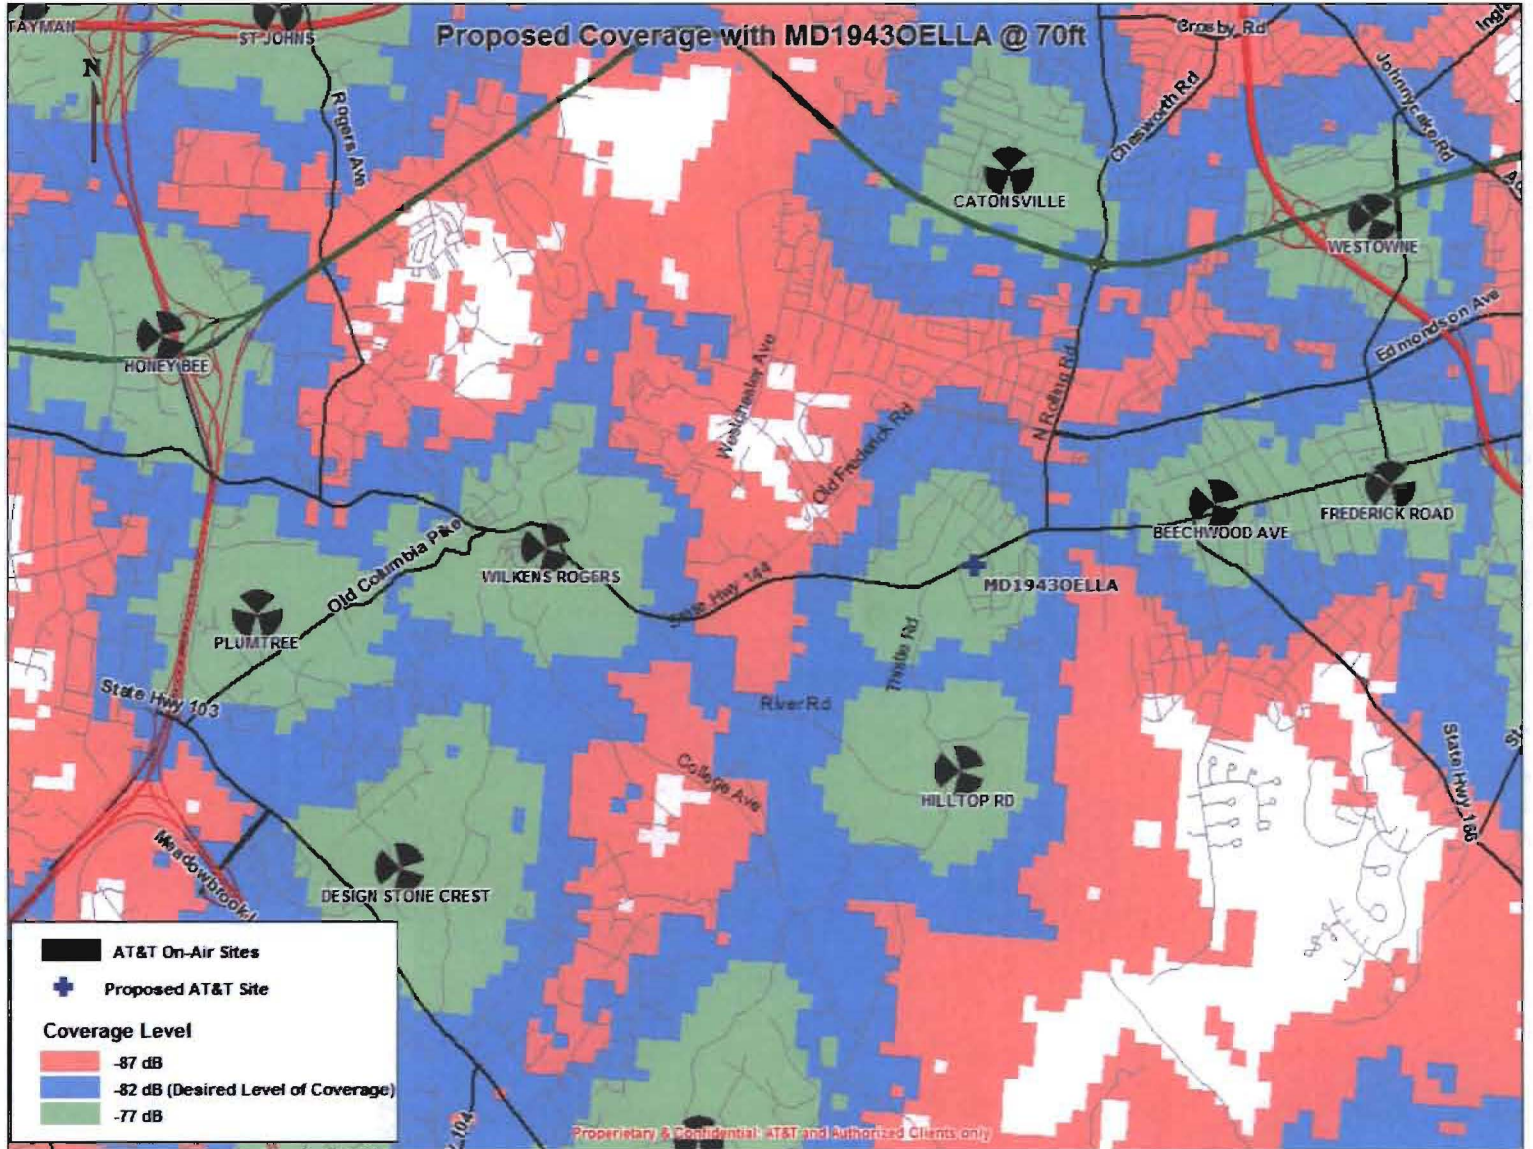 Proposed Coverage with MD1943OELLA @ 70ft
TAYMAN
ST JOHNS
N
Rogers Ave
Crosby Rd
Chesworth Rd
Johnnycake Rd
CATONSVILLE
WESTOWNE
HONEY BEE
Edmondson Ave
N Rolling Rd
Westchester Ave
Old Frederick Rd
FREDERICK ROAD
BEECHWOOD AVE
Old Columbia Pike
WILKENS ROGERS
State Hwy 144
MD1943OELLA
PLUMTREE
Thistle Rd
State Hwy 103
River Rd
State Hwy 166
College Ave
HILLTOP RD
Meadowbrook
DESIGN STONE CREST
AT&T On-Air Sites
Proposed AT&T Site
Coverage Level
-87 dB
-82 dB (Desired Level of Coverage)
-77 dB
104
Properietary & Confidential: AT&T and Authorized Clients only